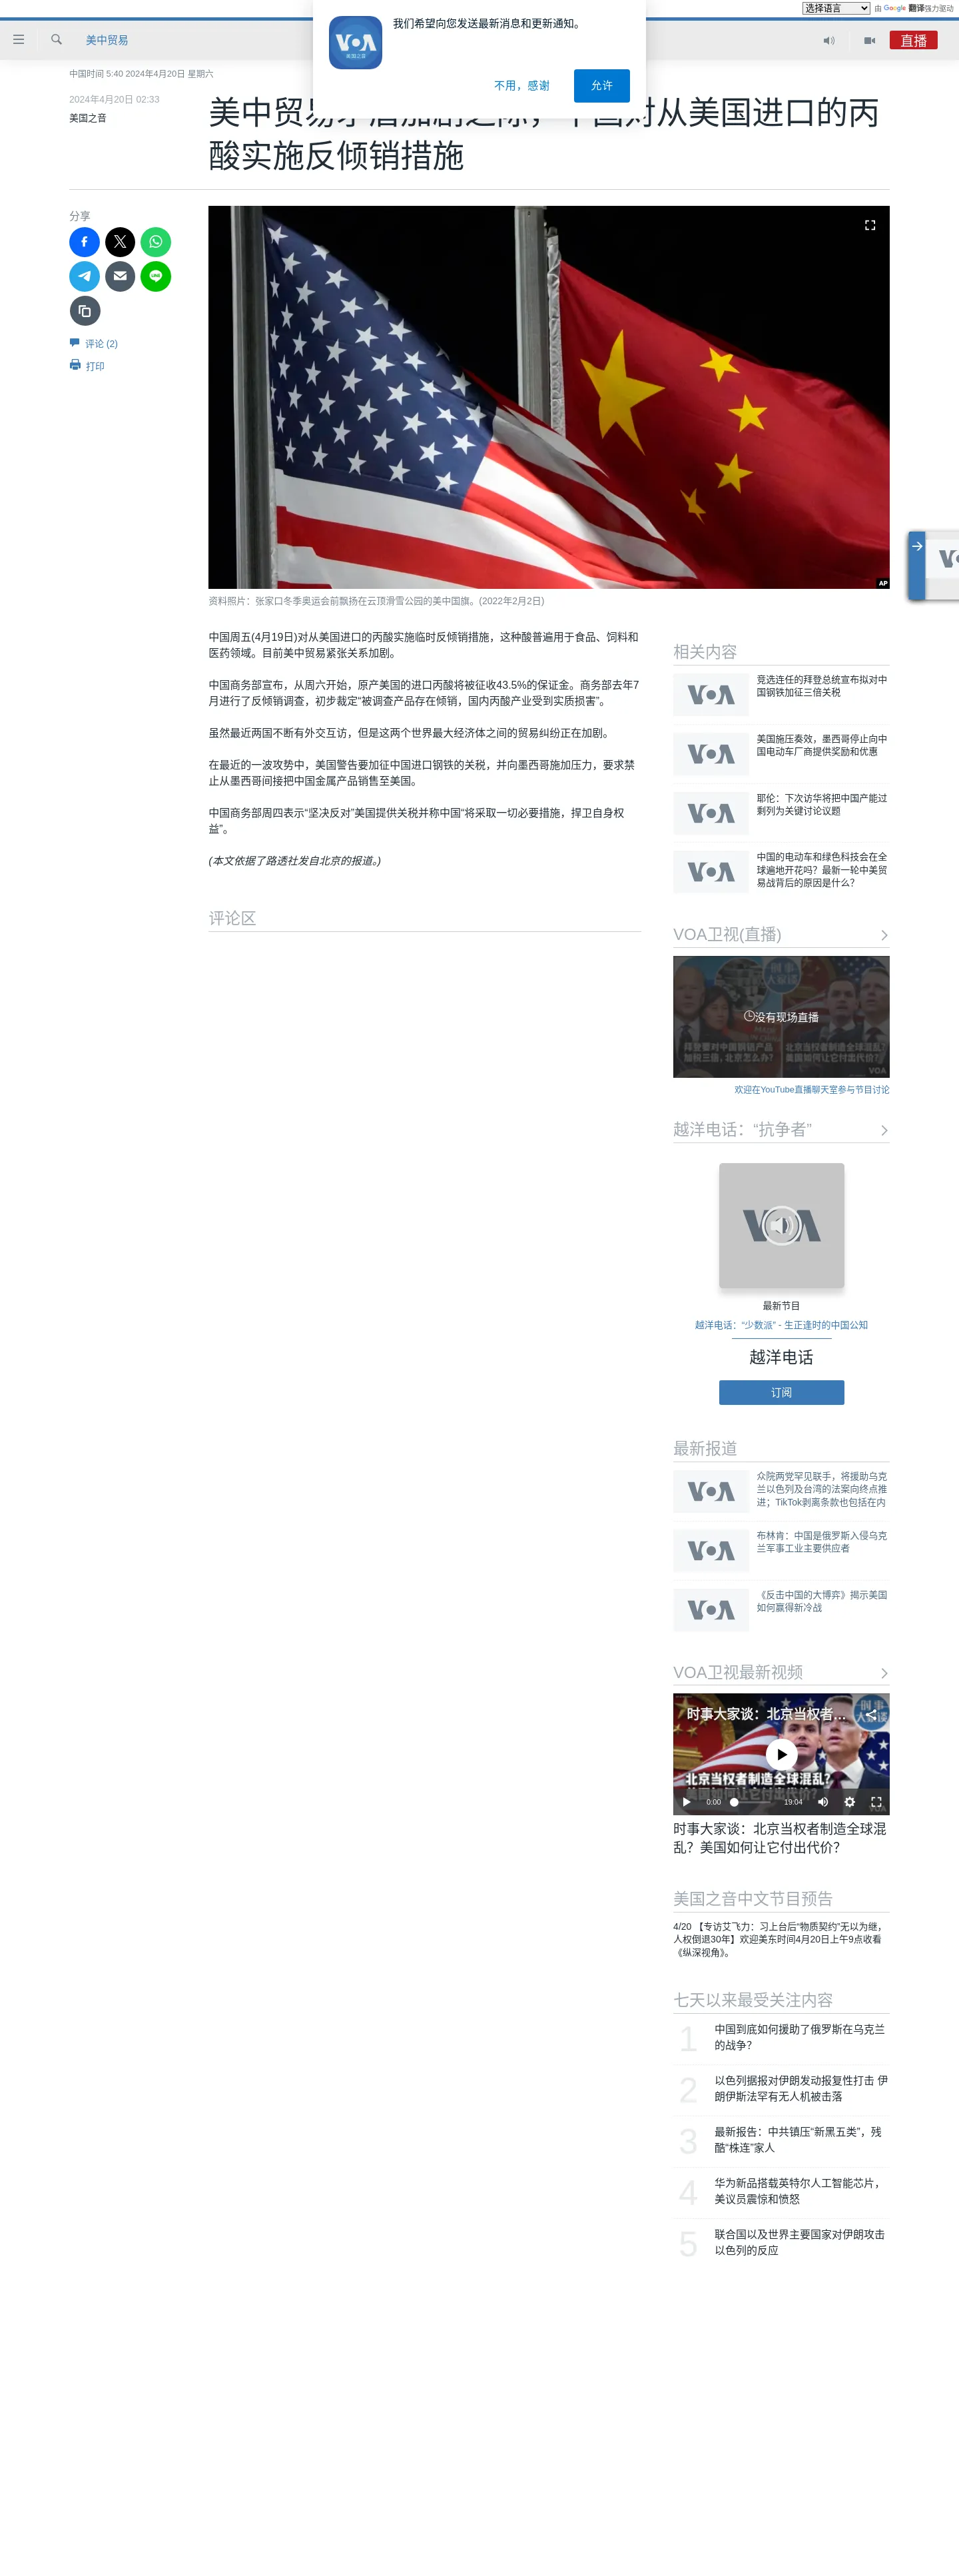 选择语言 由 Google 翻译强力驱动
我们希望向您发送最新消息和更新通知。
不用，感谢
允许
美中贸易
直播
中国时间 5:40 2024年4月20日 星期六
2024年4月20日 02:33
美国之音
美中贸易
对从美国进口的丙
酸实施反倾销措施
分享
评论 (2)
打印
AP
资料照片：张家口冬季奥运会前飘扬在云顶滑雪公园的美中国旗。(2022年2月2日)
中国周五(4月19日)对从美国进口的丙酸实施临时反倾销措施，这种酸普遍用于食品、饲料和
医药领域。目前美中贸易紧张关系加剧。
中国商务部宣布，从周六开始，原产美国的进口丙酸将被征收43.5%的保证金。商务部去年7
月进行了反倾销调查，初步裁定“被调查产品存在倾销，国内丙酸产业受到实质损害”。
虽然最近两国不断有外交互访，但是这两个世界最大经济体之间的贸易纠纷正在加剧。
在最近的一波攻势中，美国警告要加征中国进口钢铁的关税，并向墨西哥施加压力，要求禁
止从墨西哥间接把中国金属产品销售至美国。
中国商务部周四表示“坚决反对”美国提供关税并称中国“将采取一切必要措施，捍卫自身权
益”。
(本文依据了路透社发自北京的报道。)
评论区
相关内容
VOA
竞选连任的拜登总统宣布拟对中
国钢铁加征三倍关税
VOA
美国施压奏效，墨西哥停止向中
国电动车厂商提供奖励和优惠
VOA
耶伦：下次访华将把中国产能过
剩列为关键讨论议题
VOA
中国的电动车和绿色科技会在全
球遍地开花吗？最新一轮中美贸
易战背后的原因是什么？
VOA卫视(直播)
没有现场直播
欢迎在YouTube直播聊天室参与节目讨论
越洋电话：“抗争者”
最新节目
越洋电话：“少数派” - 生正逢时的中国公知
越洋电话
订阅
最新报道
VOA
众院两党罕见联手，将援助乌克
兰以色列及台湾的法案向终点推
进；TikTok剥离条款也包括在内
VOA
布林肯：中国是俄罗斯入侵乌克
兰军事工业主要供应者
VOA
《反击中国的大博弈》揭示美国
如何赢得新冷战
VOA卫视最新视频
时事大家谈：北京当权者...
北京当权者制造全球混乱？
0:00
19:04
时事大家谈：北京当权者制造全球混
乱？美国如何让它付出代价？
美国之音中文节目预告
4/20 【专访艾飞力：习上台后“物质契约”无以为继，
人权倒退30年】欢迎美东时间4月20日上午9点收看
《纵深视角》。
七天以来最受关注内容
1
中国到底如何援助了俄罗斯在乌克兰
的战争？
2
以色列据报对伊朗发动报复性打击 伊
朗伊斯法罕有无人机被击落
3
最新报告：中共镇压“新黑五类”，残
酷“株连”家人
4
华为新品搭载英特尔人工智能芯片，
美议员震惊和愤怒
5
联合国以及世界主要国家对伊朗攻击
以色列的反应